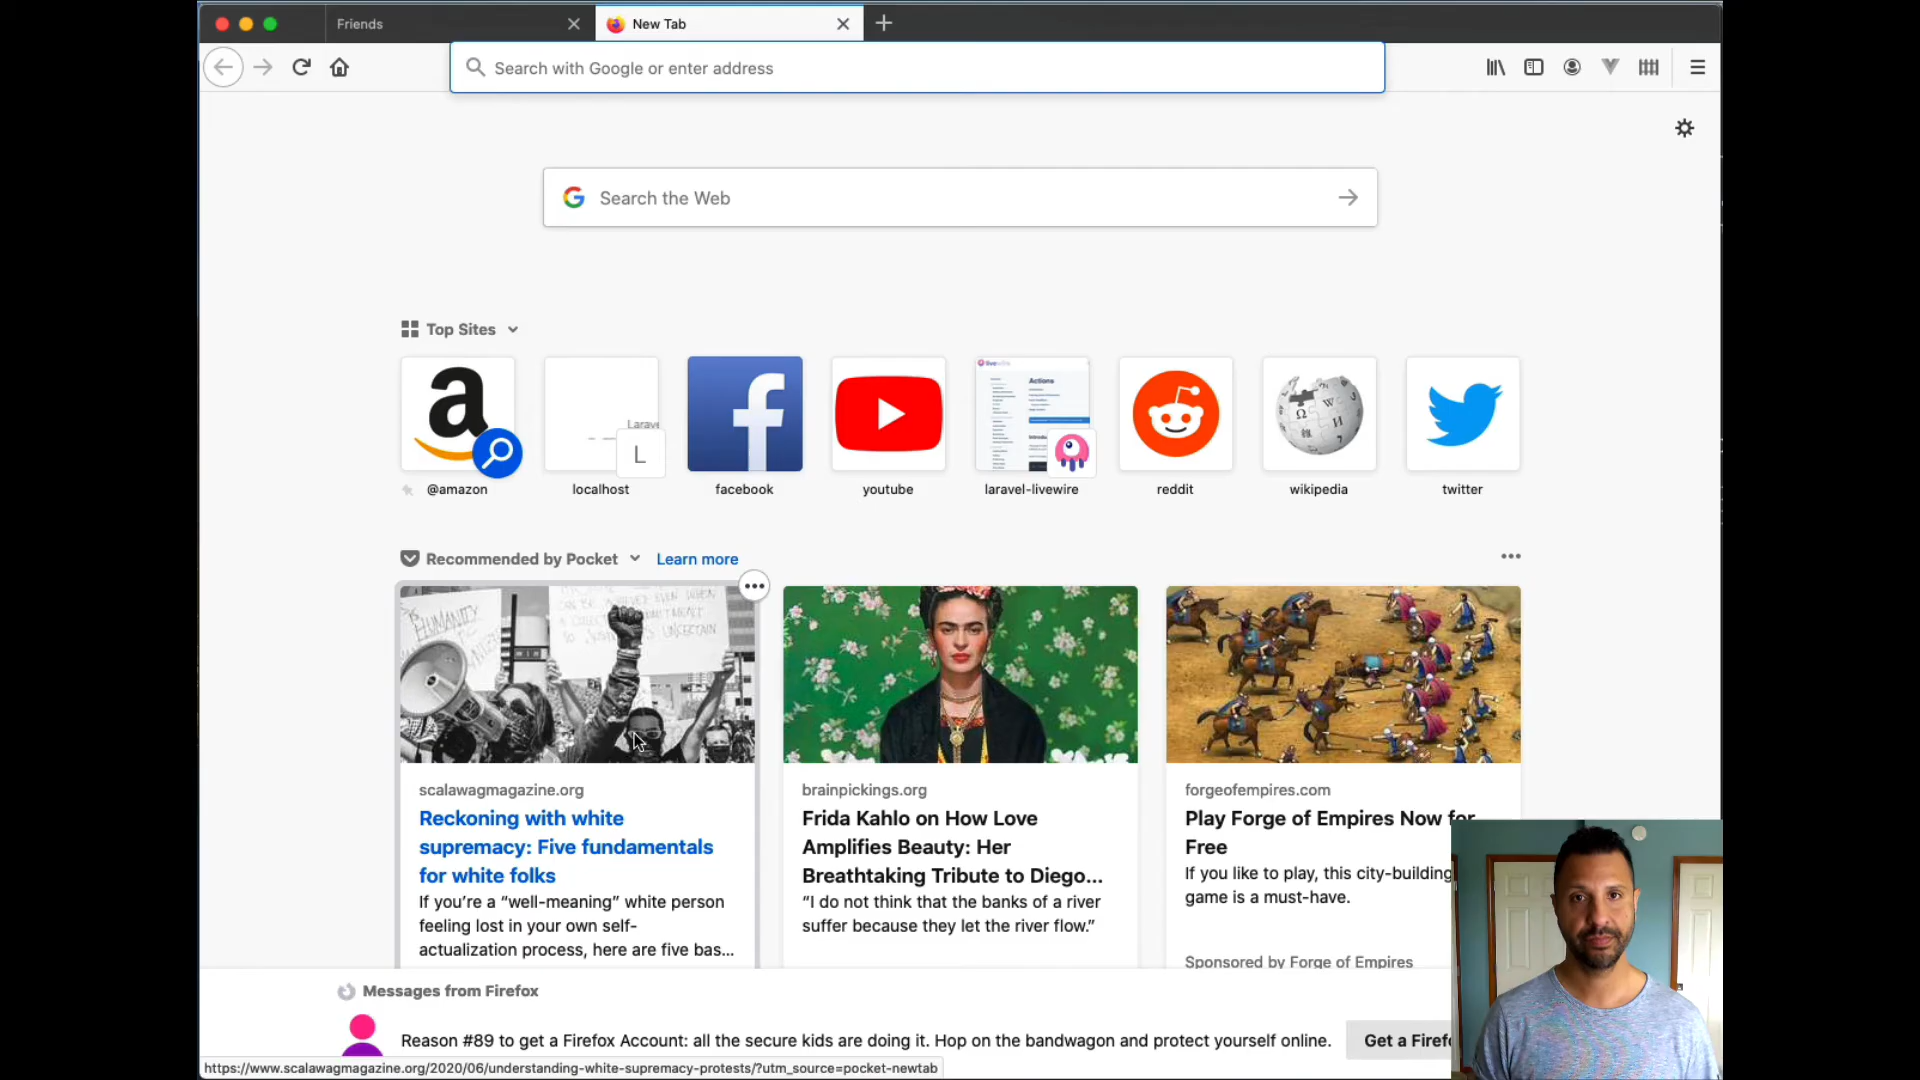 Friends
New Tab
Search with Google or enter address
Search the Web
Top Sites
Larave
L
Actions
@amazon
localhost
facebook
youtube
laravel-livewire
reddit
wikipedia
twitter
Recommended by Pocket
Learn more
HUMANITY
UNCERTAIN
scalawagmagazine.org
Reckoning with white
supremacy: Five fundamentals
for white folks
If you're a “well-meaning” white person
feeling lost in your own self-
actualization process, here are five bas...
brainpickings.org
Frida Kahlo on How Love
Amplifies Beauty: Her
Breathtaking Tribute to Diego...
“I do not think that the banks of a river
suffer because they let the river flow.”
forgeofempires.com
Play Forge of Empires Now for
Free
If you like to play, this city-building
game is a must-have.
Sponsored by Forge of Empires
Messages from Firefox
Reason #89 to get a Firefox Account: all the secure kids are doing it. Hop on the bandwagon and protect yourself online.
Get a Firef
https://www.scalawagmagazine.org/2020/06/understanding-white-supremacy-protests/?utm_source=pocket-newtab